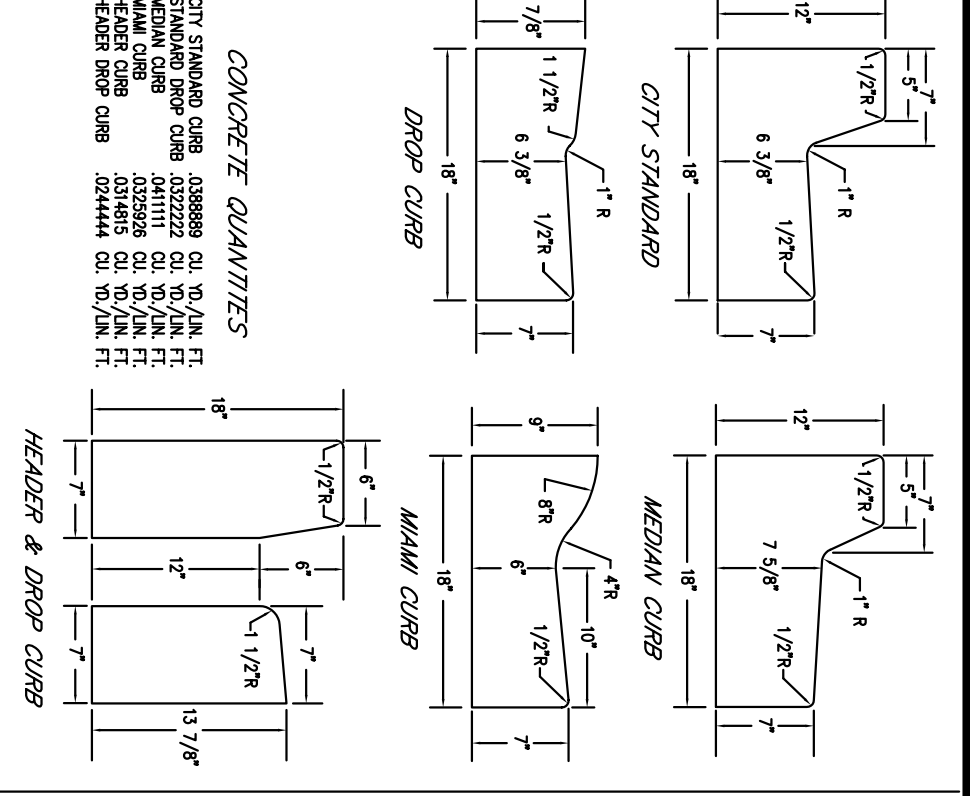 12"
7"
5"
1/2"R
6 3/8"
1" R
1/2"R
18"
7"
CITY STANDARD
12"
7"
5"
1/2"R
7 5/8"
1" R
1/2"R
18"
7"
MEDIAN CURB
7/8"
1 1/2"R
6 3/8"
1" R
1/2"R
18"
7"
DROP CURB
9"
8"R
4"R
6"
10"
1/2"R
18"
7"
MIAMI CURB
CONCRETE QUANTITES
CITY STANDARD CURB .0388889 CU. YD./LIN. FT.
STANDARD DROP CURB .0322222 CU. YD./LIN. FT.
MEDIAN CURB .0411111 CU. YD./LIN. FT.
MIAMI CURB .0325926 CU. YD./LIN. FT.
HEADER CURB .0314815 CU. YD./LIN. FT.
HEADER DROP CURB .0244444 CU. YD./LIN. FT.
18"
6"
1/2"R
7"
6"
12"
7"
1 1/2"R
7"
13 7/8"
HEADER & DROP CURB